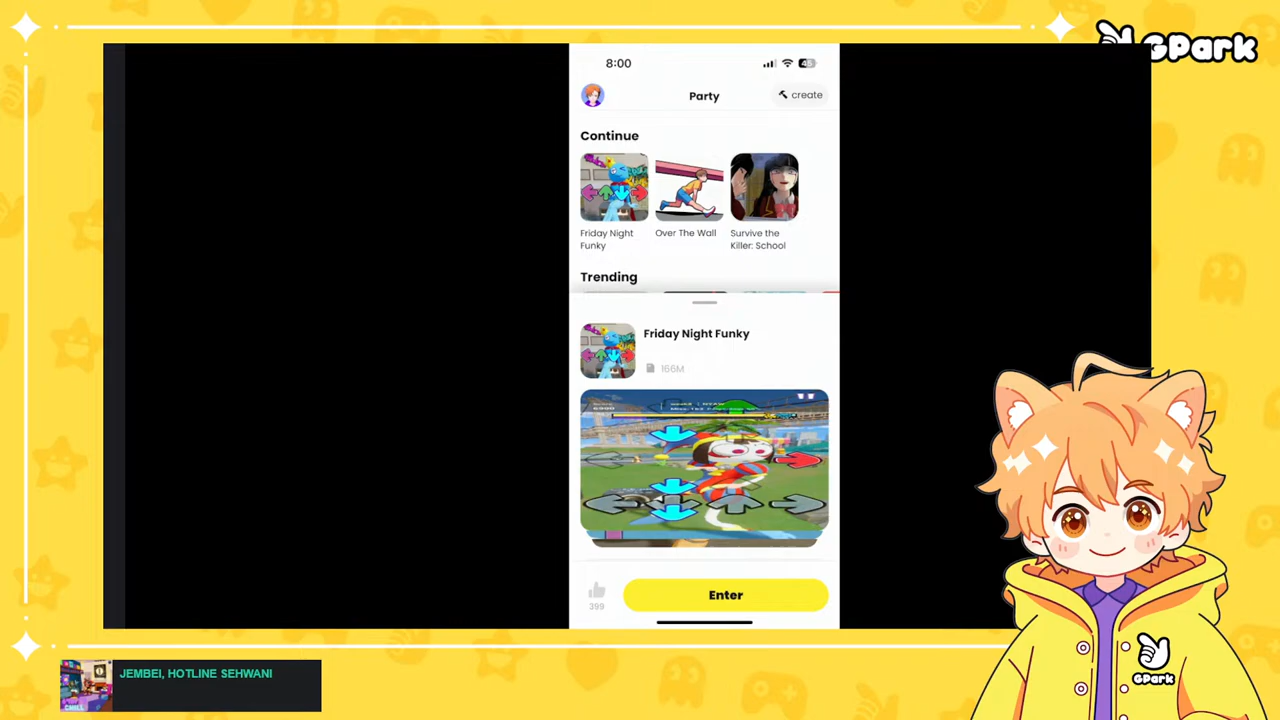 GPark
8:00
Party
create
Continue
Friday Night
Funky
Over The Wall
Survive the
Killer: School
Trending
Friday Night Funky
166M
Enter
399
GPark
JEMBEI, HOTLINE SEHWANI
CHILL